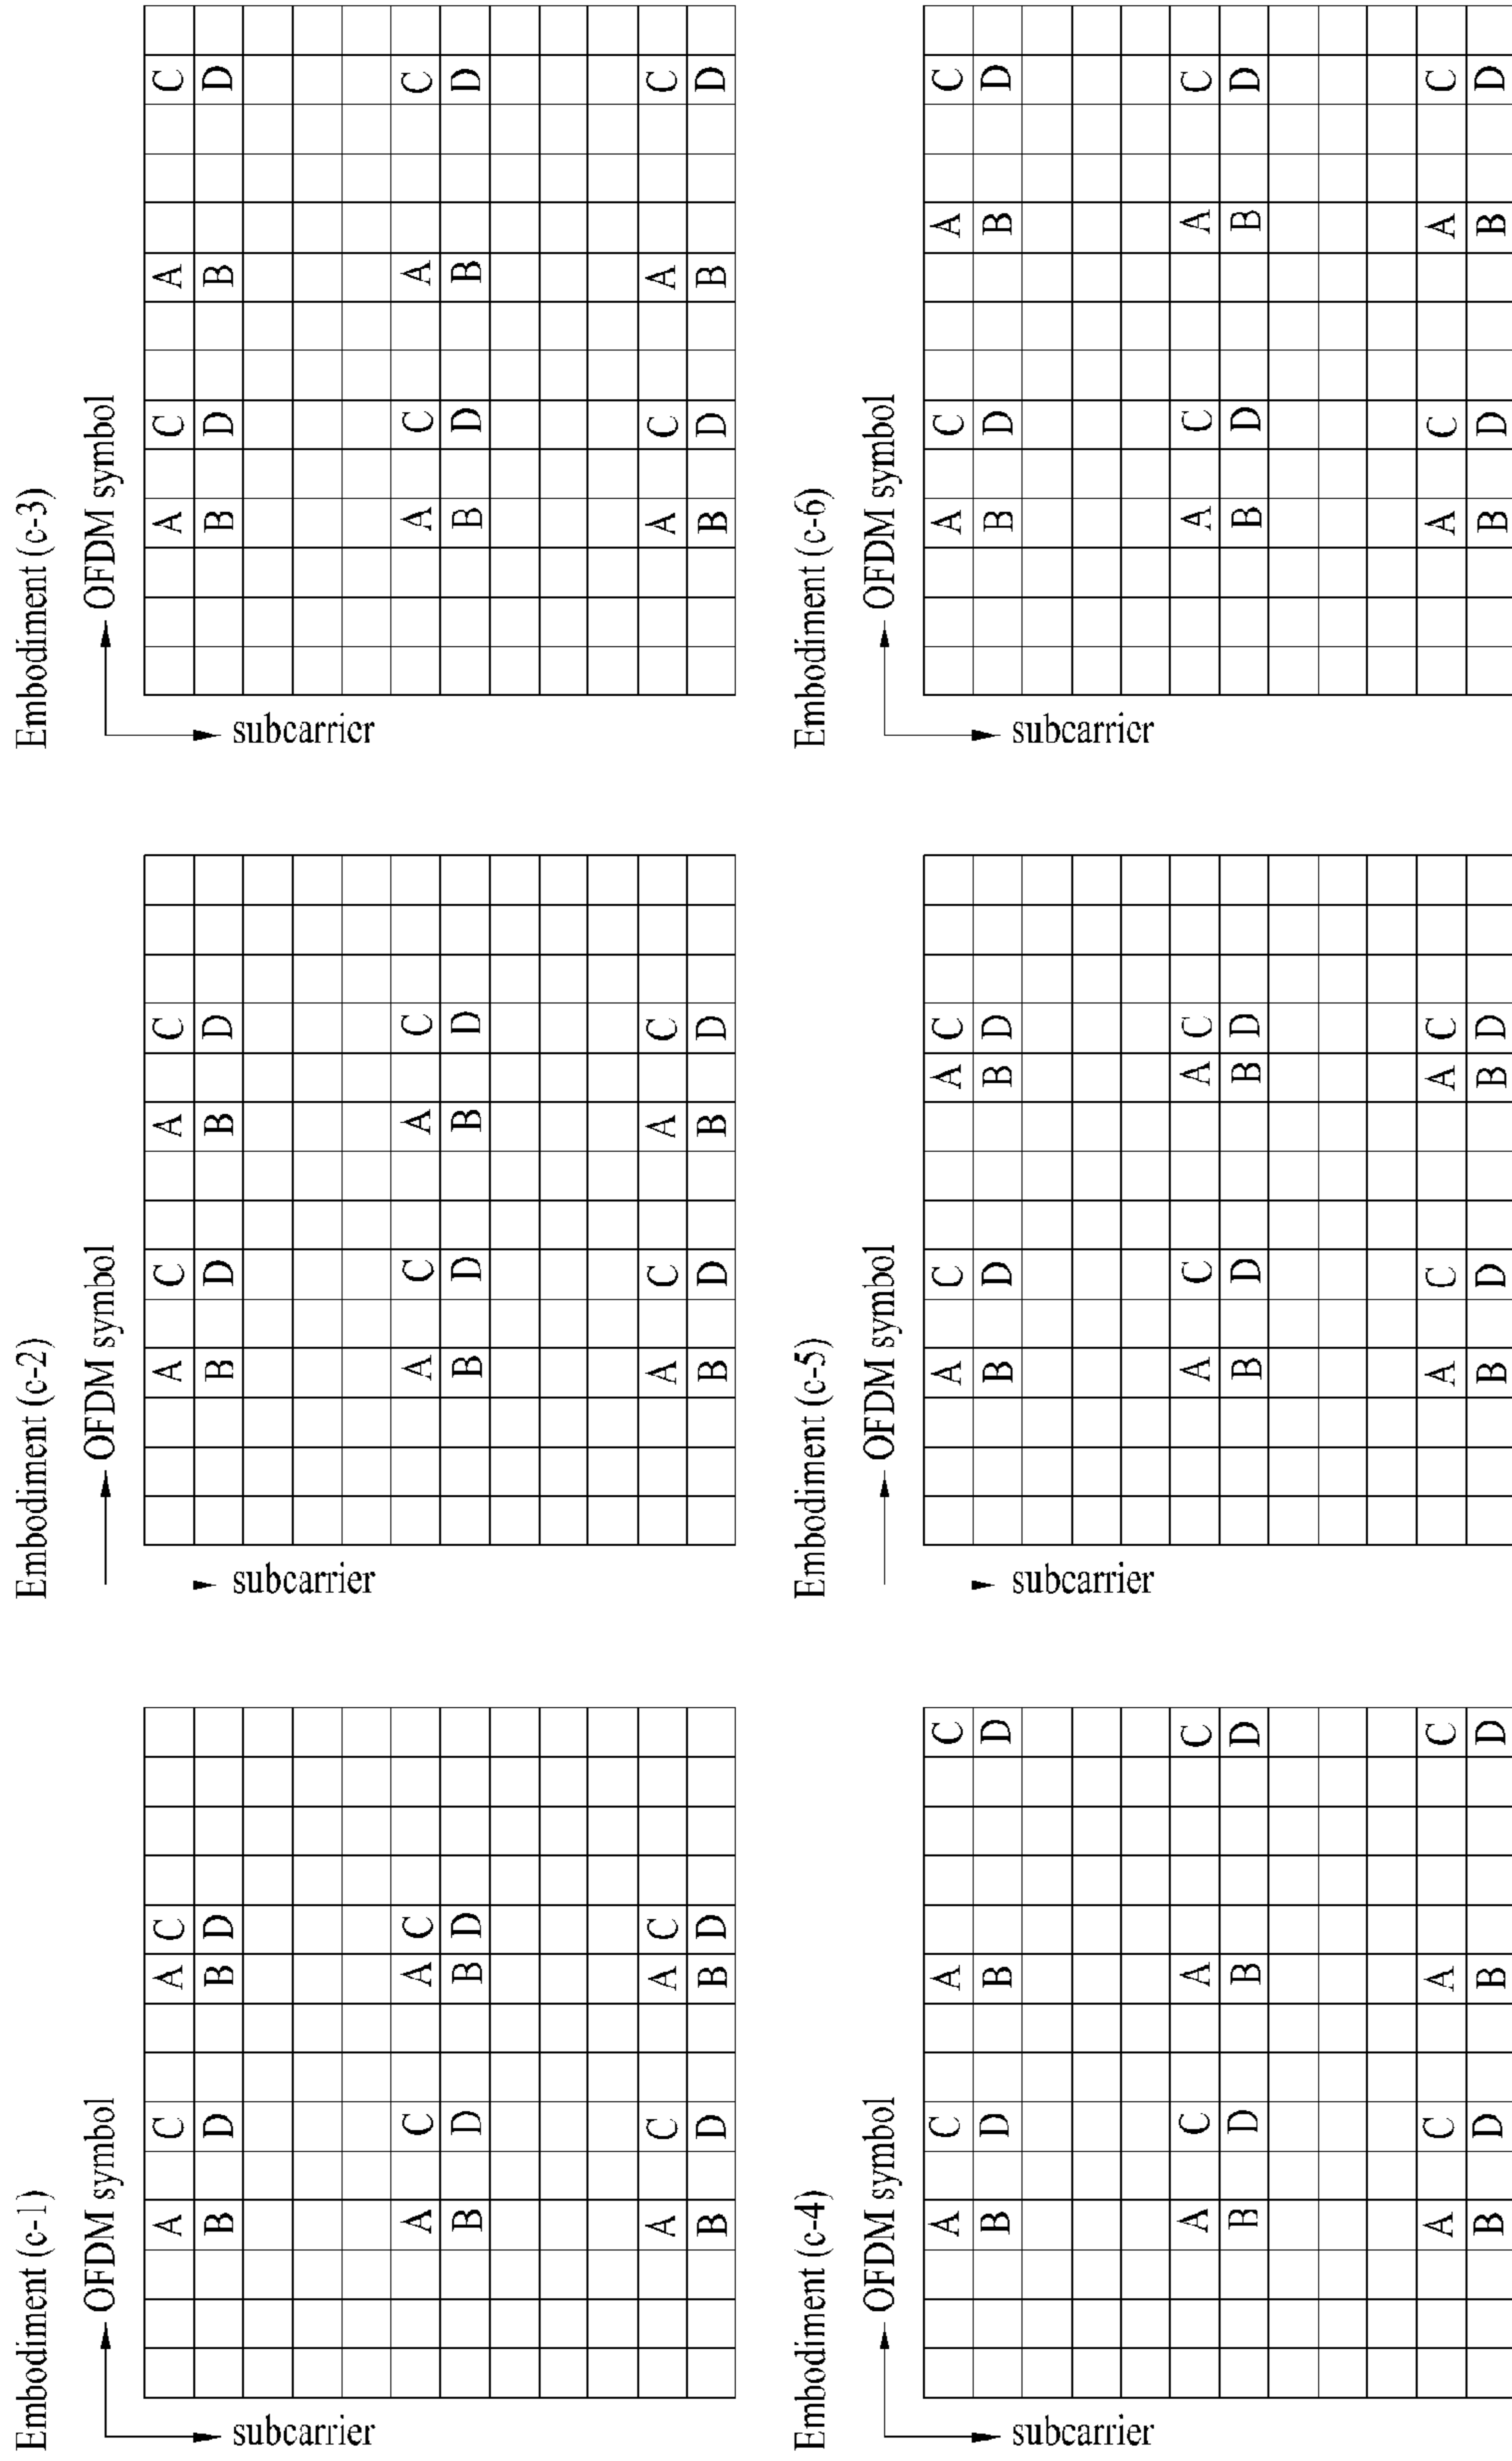 Embodiment (c-1)
OFDM symbol
subcarrier
A C A C
B D B D
A C A C
B D B D
A C A C
B D B D
Embodiment (c-2)
OFDM symbol
subcarrier
A C A C
B D B D
A C A C
B D B D
A C A C
B D B D
Embodiment (c-3)
OFDM symbol
subcarrier
A C A C
B D B D
A C A C
B D B D
A C A C
B D B D
Embodiment (c-4)
OFDM symbol
subcarrier
A C A C
B D B D
A C A C
B D B D
A C A C
B D B D
Embodiment (c-5)
OFDM symbol
subcarrier
A C A C
B D B D
A C A C
B D B D
A C A C
B D B D
Embodiment (c-6)
OFDM symbol
subcarrier
A C A C
B D B D
A C A C
B D B D
A C A C
B D B D